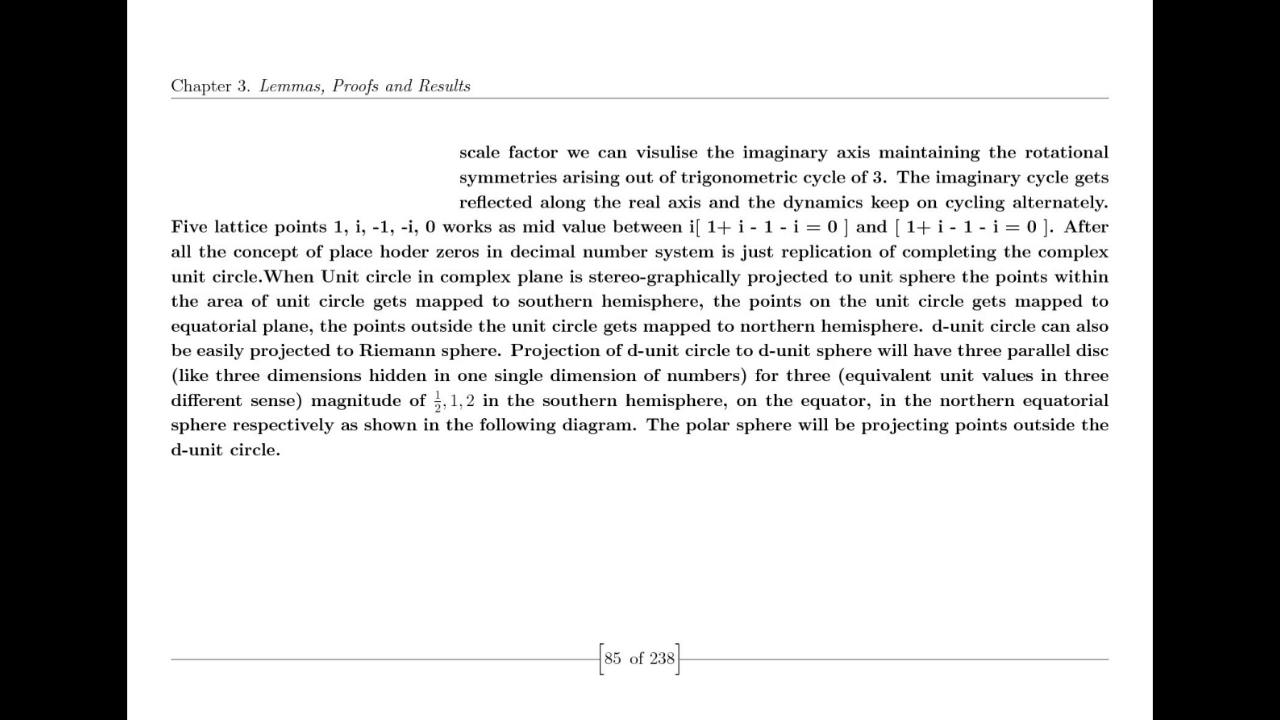 Chapter 3. Lemmas, Proofs and Results
scale factor we can visulise the imaginary axis maintaining the rotational
symmetries arising out of trigonometric cycle of 3. The imaginary cycle gets
reflected along the real axis and the dynamics keep on cycling alternately.
Five lattice points 1, i, -1, -i, 0 works as mid value between i[ 1+ i - 1 - i = 0 ] and [ 1+ i - 1 - i = 0 ]. After
all the concept of place hoder zeros in decimal number system is just replication of completing the complex
unit circle.When Unit circle in complex plane is stereo-graphically projected to unit sphere the points within
the area of unit circle gets mapped to southern hemisphere, the points on the unit circle gets mapped to
equatorial plane, the points outside the unit circle gets mapped to northern hemisphere. d-unit circle can also
be easily projected to Riemann sphere. Projection of d-unit circle to d-unit sphere will have three parallel disc
(like three dimensions hidden in one single dimension of numbers) for three (equivalent unit values in three
different sense) magnitude of 1/2, 1, 2 in the southern hemisphere, on the equator, in the northern equatorial
sphere respectively as shown in the following diagram. The polar sphere will be projecting points outside the
d-unit circle.
[85 of 238]